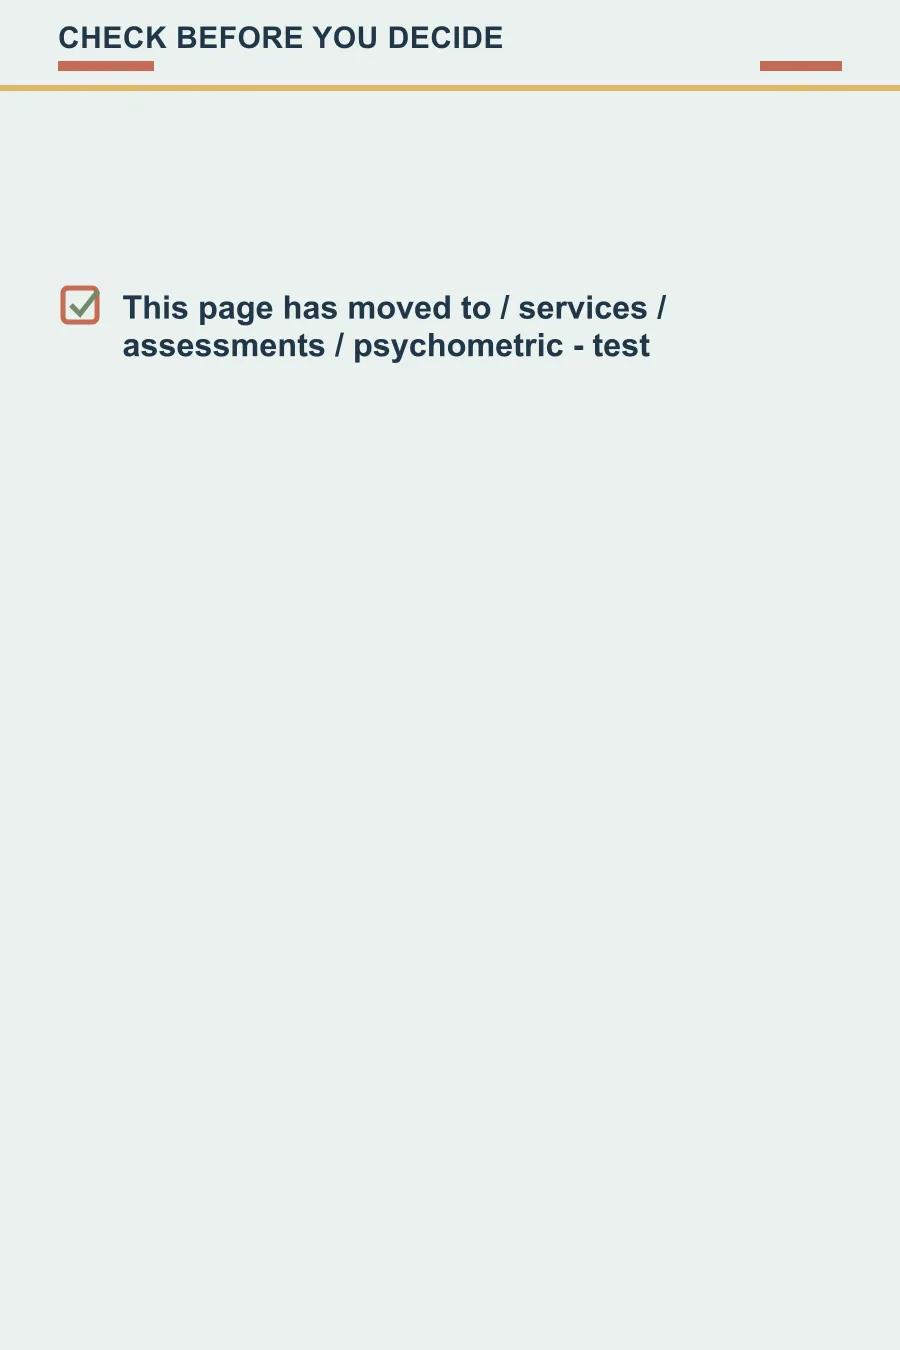 CHECK BEFORE YOU DECIDE
This page has moved to / services /
assessments / psychometric - test